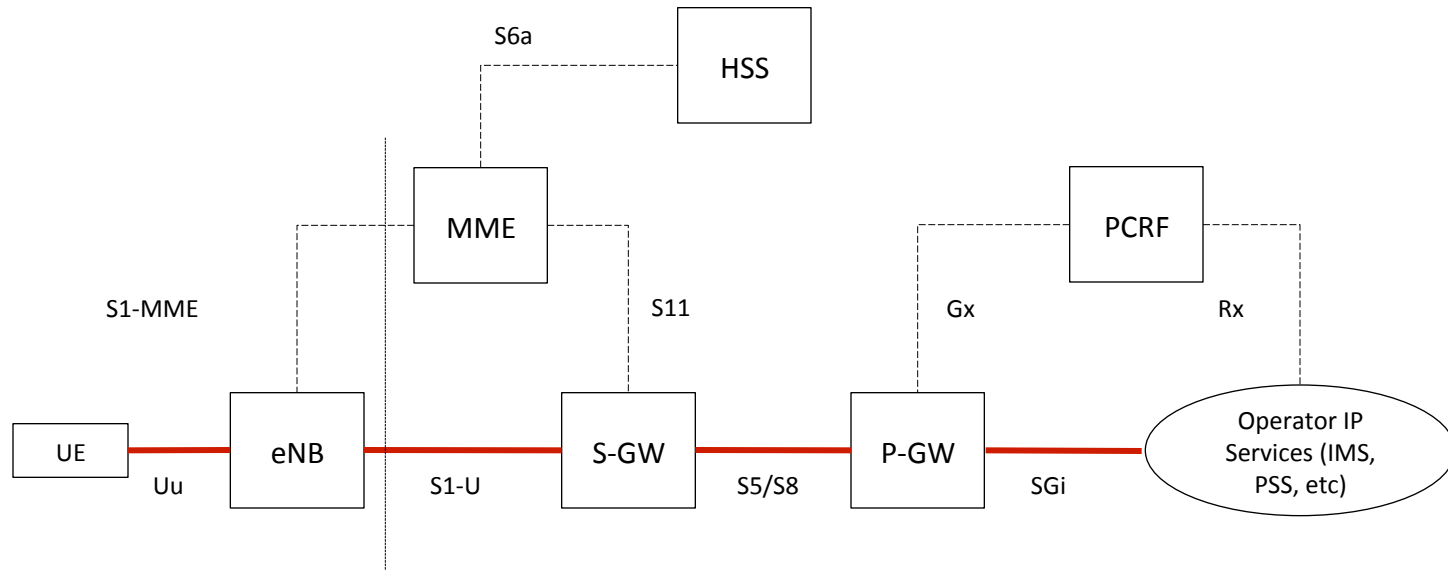 S6a
HSS
MME
PCRF
S1-MME
S11
Gx
Rx
UE
eNB
S-GW
P-GW
Operator IP
Services (IMS,
PSS, etc)
Uu
S1-U
S5/S8
SGi